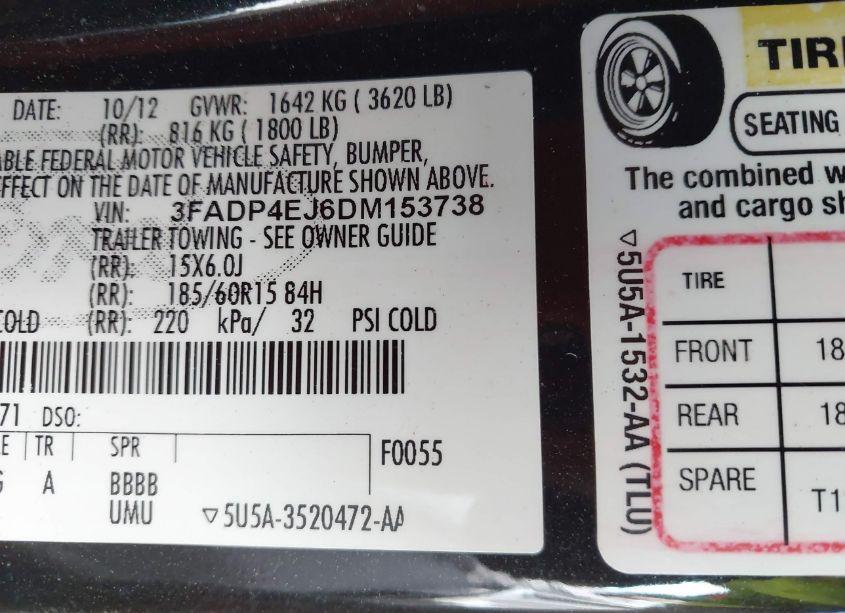 DATE: 10/12 GVWR: 1642 KG ( 3620 LB)
(RR): 816 KG ( 1800 LB)
ABLE FEDERAL MOTOR VEHICLE SAFETY, BUMPER,
EFFECT ON THE DATE OF MANUFACTURE SHOWN ABOVE.
VIN: 3FADP4EJ6DM153738
TRAILER TOWING - SEE OWNER GUIDE
(RR): 15X6.0J
(RR): 185/60R15 84H
COLD (RR): 220 kPa/ 32 PSI COLD
71 DSO:
E TR SPR
G A BBBB
UMU
F0055
▽5U5A-3520472-AA
TIRE
SEATING
The combined w
and cargo sh
▽5U5A-1532-AA (TLU)
TIRE
FRONT 18
REAR 18
SPARE T1